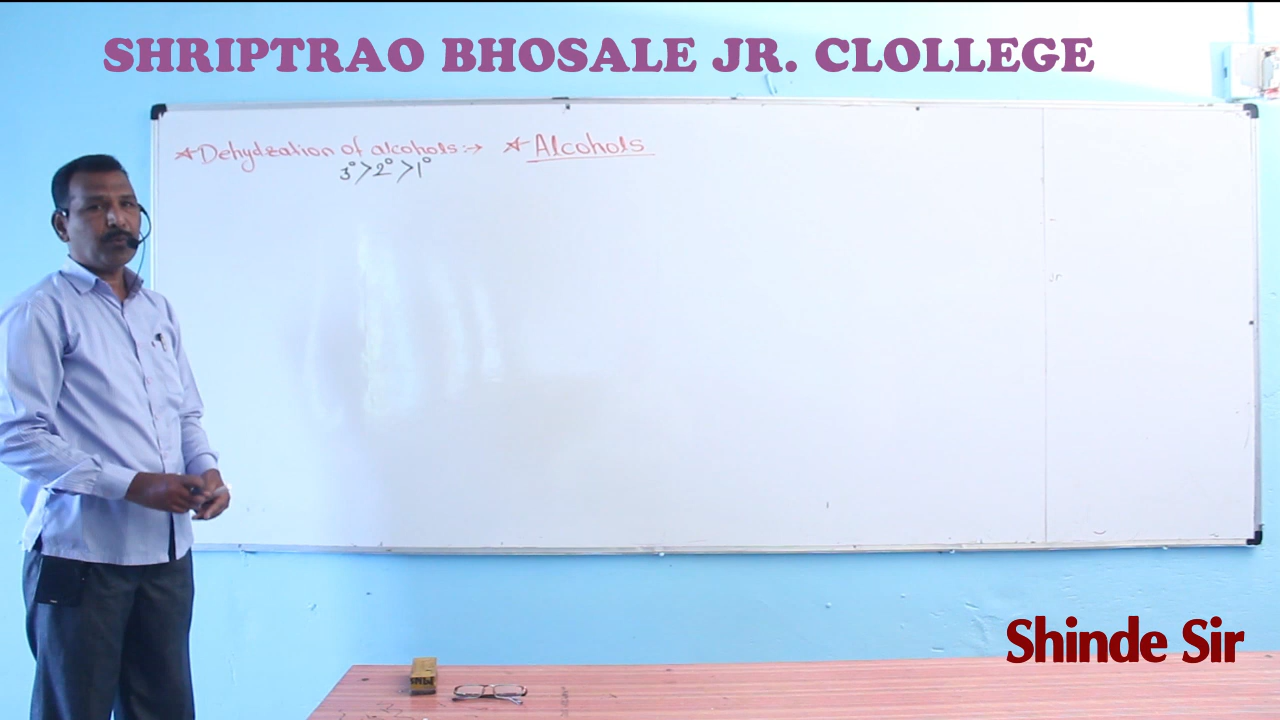 SHRIPTRAO BHOSALE JR. CLOLLEGE
*Dehydration of alcohols:→ *Alcohols
3°>2°>1°
Shinde Sir